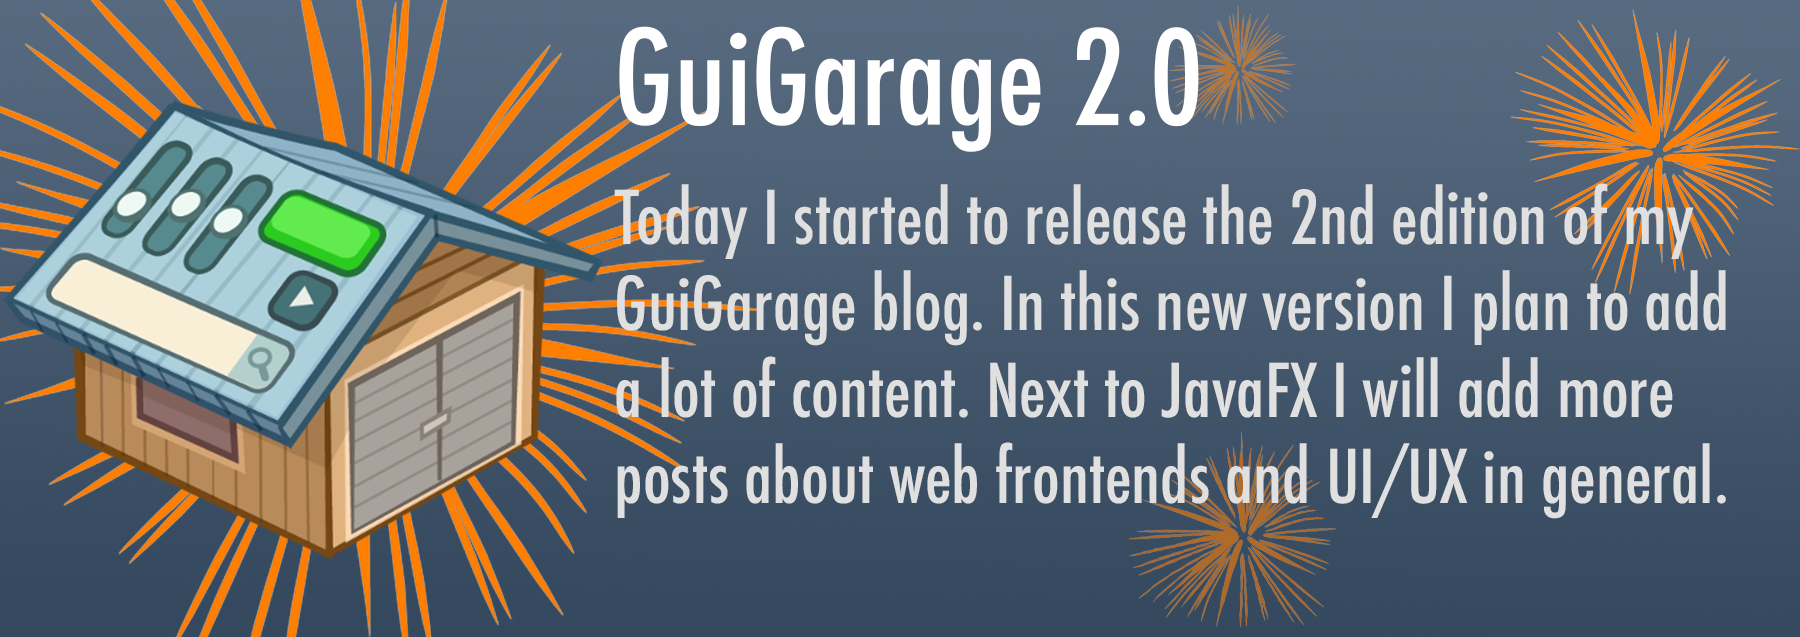 GuiGarage 2.0
Today I started to release the 2nd edition of my
GuiGarage blog. In this new version I plan to add
a lot of content. Next to JavaFX I will add more
posts about web frontends and UI/UX in general.